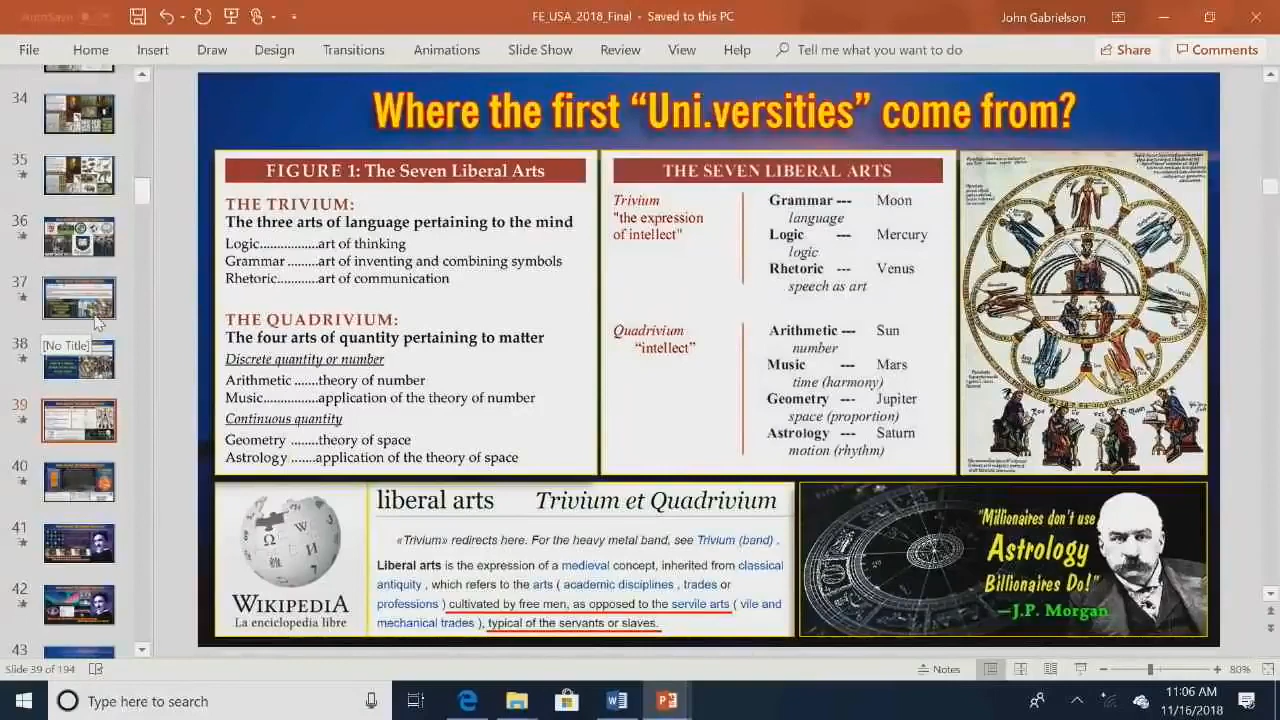 AutoSave
FE_USA_2018_Final - Saved to this PC
John Gabrielson
File Home Insert Draw Design Transitions Animations Slide Show Review View Help Tell me what you want to do Share Comments
34
35
36
37
[No Title]
38
39
40
41
42
43
Where the first “Uni.versities” come from?
FIGURE 1: The Seven Liberal Arts
THE TRIVIUM:
The three arts of language pertaining to the mind
Logic................art of thinking
Grammar ........art of inventing and combining symbols
Rhetoric...........art of communication
THE QUADRIVIUM:
The four arts of quantity pertaining to matter
Discrete quantity or number
Arithmetic ......theory of number
Music...............application of the theory of number
Continuous quantity
Geometry ........theory of space
Astrology ......application of the theory of space
THE SEVEN LIBERAL ARTS
Trivium
"the expression
of intellect"
Grammar --- Moon
language
Logic --- Mercury
logic
Rhetoric -- Venus
speech as art
Quadrivium
“intellect”
Arithmetic --- Sun
number
Music --- Mars
time (harmony)
Geometry --- Jupiter
space (proportion)
Astrology --- Saturn
motion (rhythm)
WIKIPEDIA
La enciclopedia libre
liberal arts Trivium et Quadrivium
«Trivium» redirects here. For the heavy metal band, see Trivium (band) .
Liberal arts is the expression of a medieval concept, inherited from classical
antiquity , which refers to the arts ( academic disciplines , trades or
professions ) cultivated by free men, as opposed to the servile arts ( vile and
mechanical trades ), typical of the servants or slaves.
"Millionaires don't use
Astrology
Billionaires Do!"
—J.P. Morgan
Slide 39 of 194
Notes
80%
Type here to search
11:06 AM
11/16/2018